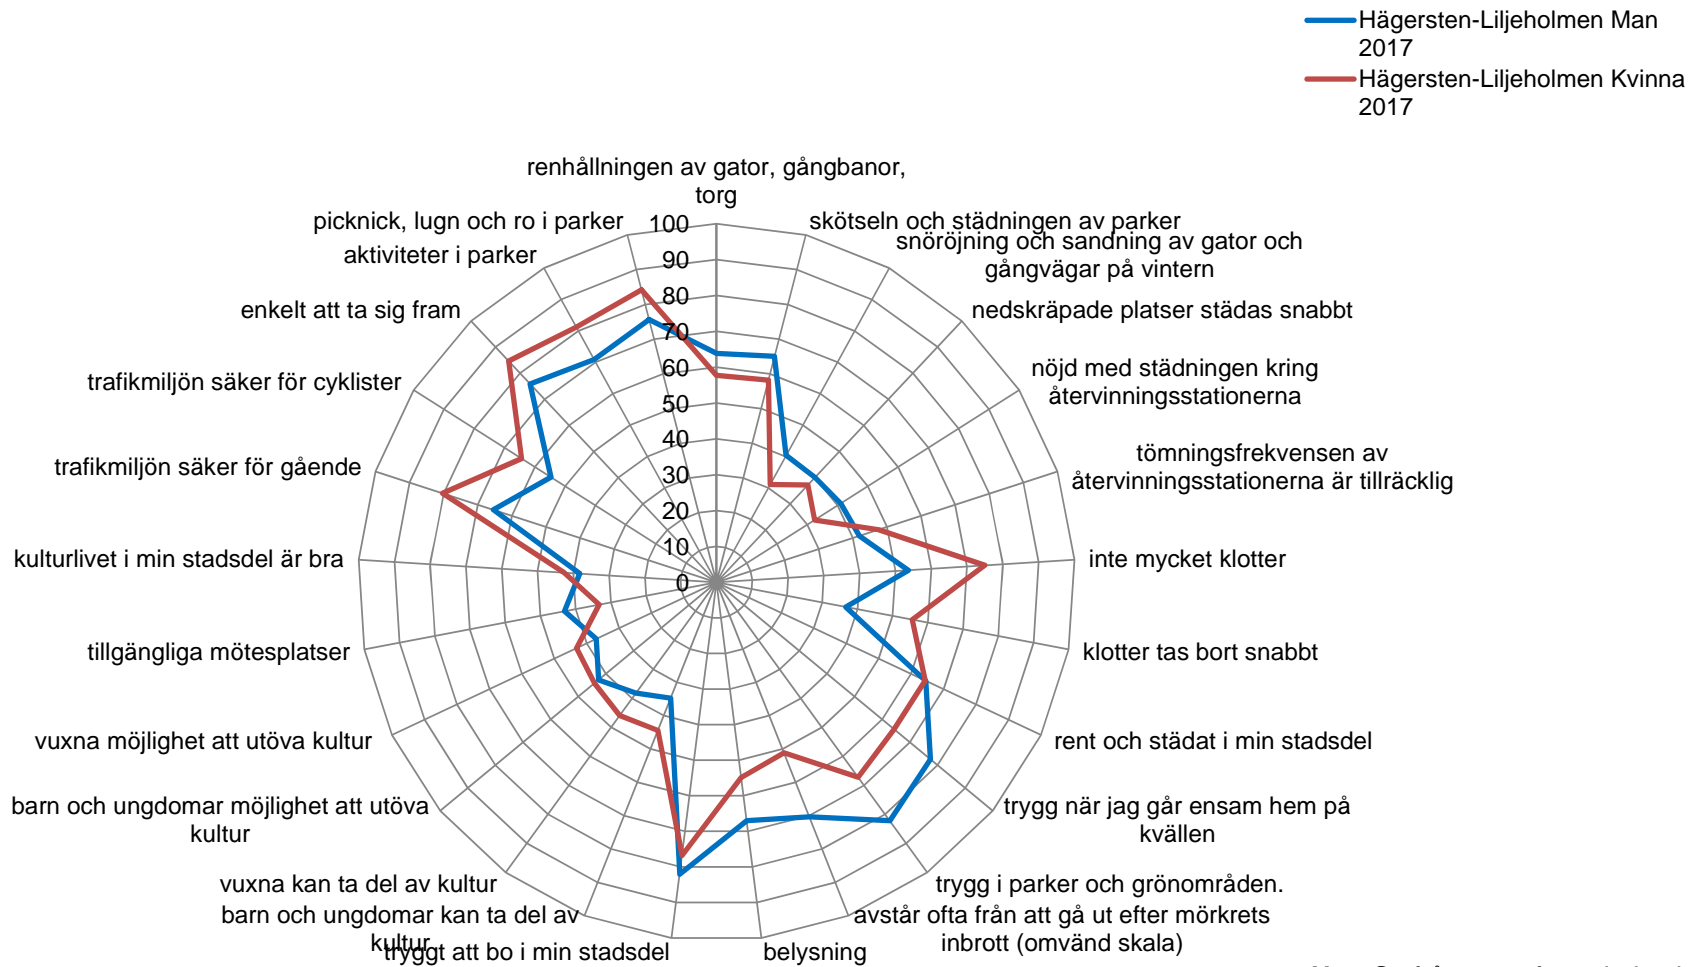 Hägersten-Liljeholmen Man
2017
Hägersten-Liljeholmen Kvinna
2017
renhållningen av gator, gångbanor,
torg
picknick, lugn och ro i parker
skötseln och städningen av parker
aktiviteter i parker
snöröjning och sandning av gator och
gångvägar på vintern
enkelt att ta sig fram
nedskräpade platser städas snabbt
trafikmiljön säker för cyklister
nöjd med städningen kring
återvinningsstationerna
trafikmiljön säker för gående
tömningsfrekvensen av
återvinningsstationerna är tillräcklig
kulturlivet i min stadsdel är bra
inte mycket klotter
tillgängliga mötesplatser
klotter tas bort snabbt
vuxna möjlighet att utöva kultur
rent och städat i min stadsdel
barn och ungdomar möjlighet att utöva
kultur
trygg när jag går ensam hem på
kvällen
vuxna kan ta del av kultur
trygg i parker och grönområden.
barn och ungdomar kan ta del av
kultur
avstår ofta från att gå ut efter mörkrets
inbrott (omvänd skala)
tryggt att bo i min stadsdel
belysning
100
90
80
70
60
50
40
30
20
10
0